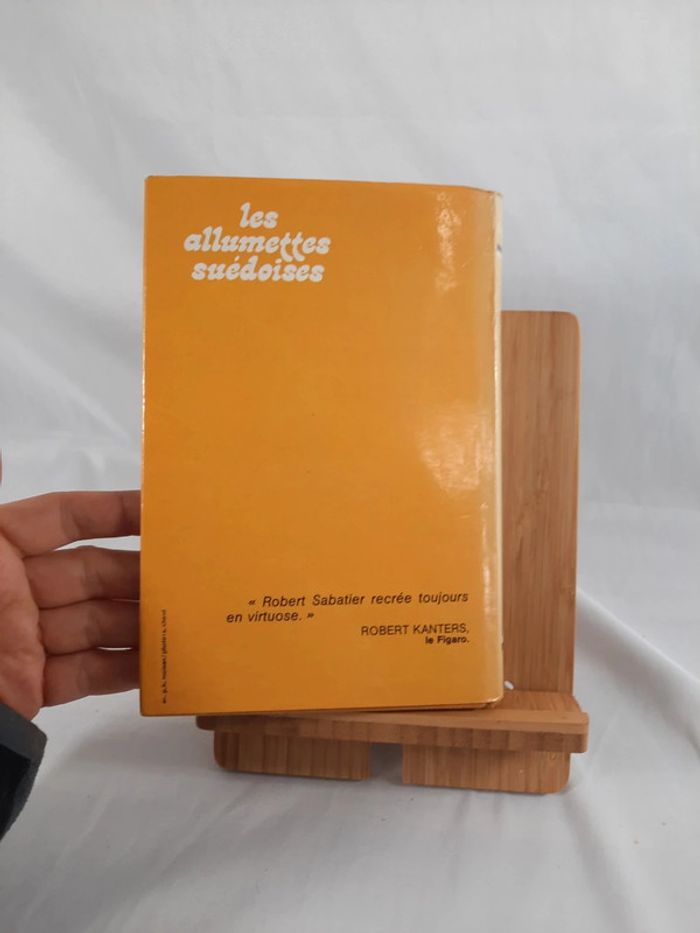 les
allumettes
suédoises
« Robert Sabatier recrée toujours
en virtuose. »
ROBERT KANTERS,
le Figaro.